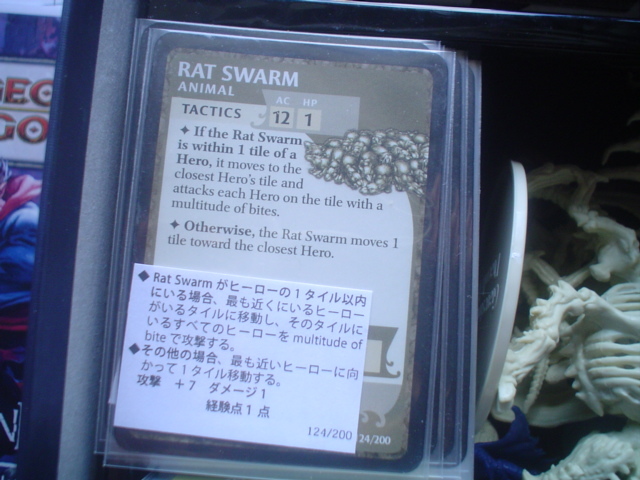 RAT SWARM
ANIMAL
AC HP
TACTICS 12 1
✦ If the Rat Swarm
is within 1 tile of a
Hero, it moves to the
closest Hero's tile and
attacks each Hero on the tile with a
multitude of bites.
✦ Otherwise, the Rat Swarm moves 1
tile toward the closest Hero.
◆ Rat Swarm がヒーローの 1 タイル以内
にいる場合、最も近くにいるヒーロー
がいるタイルに移動し、そのタイルに
いるすべてのヒーローを multitude of
bite で攻撃する。
◆その他の場合、最も近いヒーローに向
かって 1 タイル移動する。
攻撃 +7 ダメージ 1
経験点 1 点
124/200
24/200